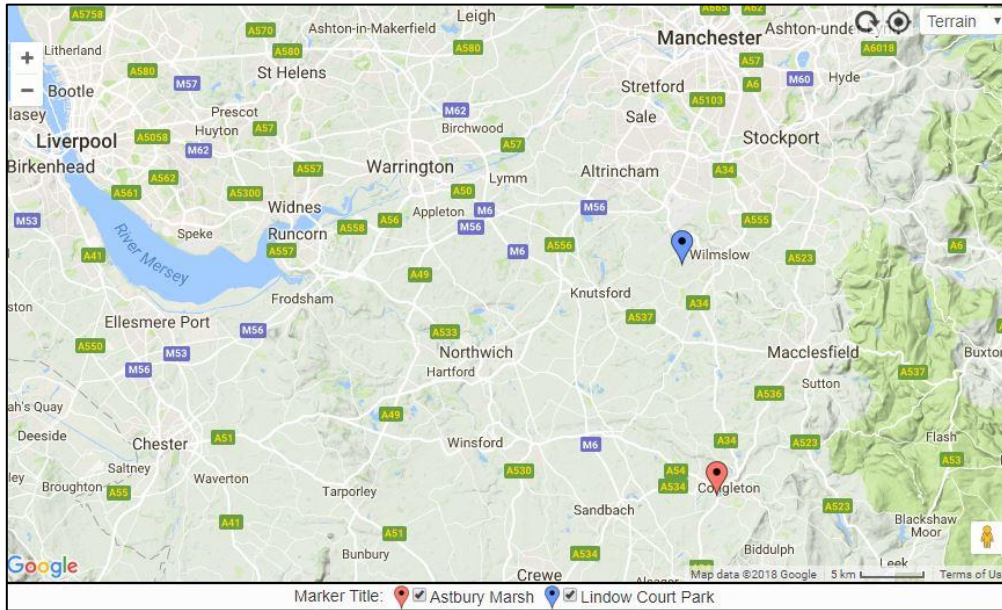 A5758
Leigh
A665
A62
Terrain
A570
Ashton-in-Makerfield
A580
Manchester
Ashton-und
A6018
Litherland
A580
A580
St Helens
A57
M60
Hyde
Bootle
M57
Stretford
A6
Prescot
M62
A5103
lasey
Huyton
A57
Birchwood
Sale
Liverpool
A5058
M62
A57
Stockport
Birkenhead
A557
Warrington
Lymm
Altrincham
A34
A561
A562
A5300
A50
Widnes
Appleton
M6
M56
M53
Speke
Runcorn
A558
A56
M56
A555
River Mersey
A557
M6
A556
A6
A41
Wilmslow
A523
A49
Knutsford
ston
Frodsham
A34
Ellesmere Port
M56
A533
A537
A550
M53
Northwich
Macclesfield
Buxto
M56
Hartford
A537
Sutton
ah's Quay
A49
A536
Deeside
Chester
A51
Winsford
M6
A34
A523
Flash
Saltney
A530
A54
A53
ley
Broughton
A55
Waverton
Tarporley
A534
Congleton
Sandbach
A523
A41
A51
Blackshaw
Moor
Bunbury
A534
Biddulph
Leek
Google
Crewe
Alsager
A34
Map data ©2018 Google
5 km
Terms of Us
Marker Title: Astbury Marsh Lindow Court Park